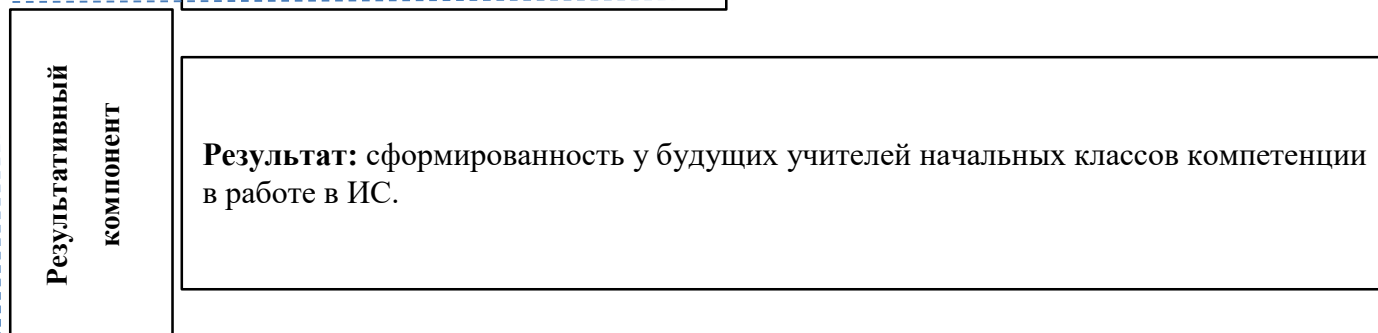 Результативный
компонент
Результат: сформированность у будущих учителей начальных классов компетенции
в работе в ИС.